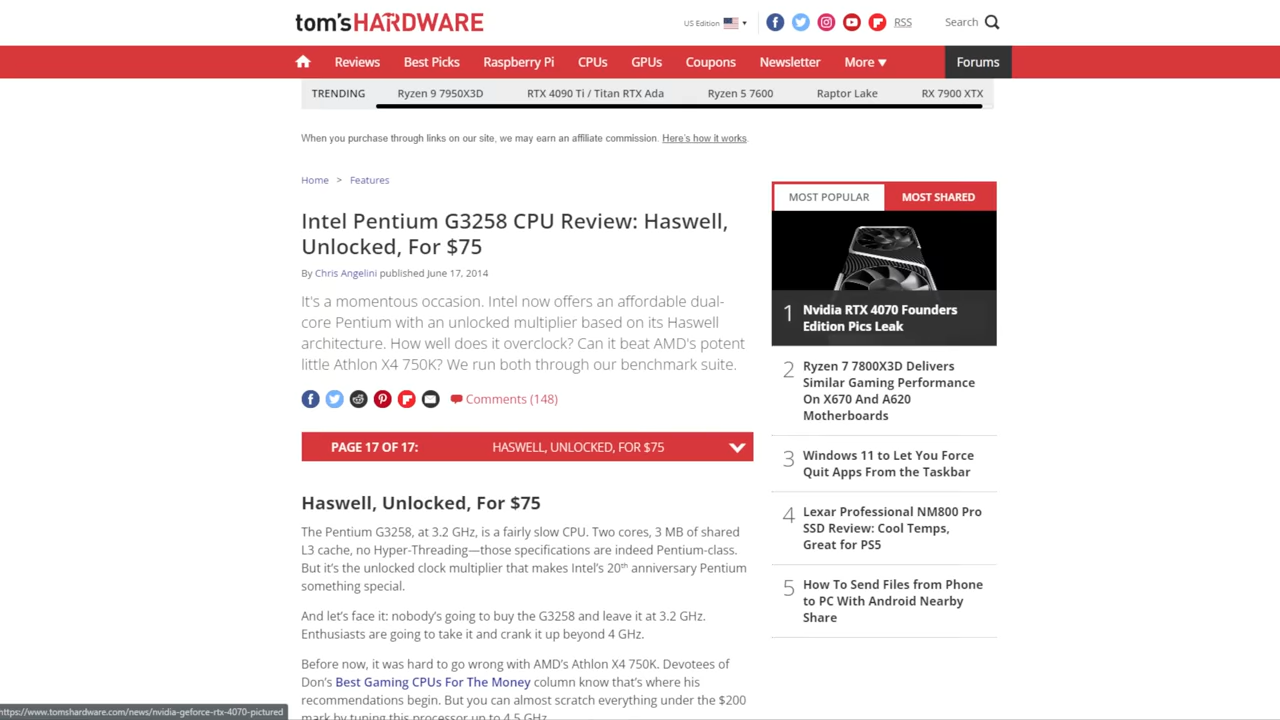 tom'sHARDWARE
US Edition
RSS
Search
Reviews
Best Picks
Raspberry Pi
CPUs
GPUs
Coupons
Newsletter
More
Forums
TRENDING
Ryzen 9 7950X3D
RTX 4090 Ti / Titan RTX Ada
Ryzen 5 7600
Raptor Lake
RX 7900 XTX
When you purchase through links on our site, we may earn an affiliate commission. Here's how it works.
Home > Features
Intel Pentium G3258 CPU Review: Haswell,
Unlocked, For $75
By Chris Angelini published June 17, 2014
It's a momentous occasion. Intel now offers an affordable dual-
core Pentium with an unlocked multiplier based on its Haswell
architecture. How well does it overclock? Can it beat AMD's potent
little Athlon X4 750K? We run both through our benchmark suite.
Comments (148)
PAGE 17 OF 17: HASWELL, UNLOCKED, FOR $75
Haswell, Unlocked, For $75
The Pentium G3258, at 3.2 GHz, is a fairly slow CPU. Two cores, 3 MB of shared
L3 cache, no Hyper-Threading—those specifications are indeed Pentium-class.
But it's the unlocked clock multiplier that makes Intel's 20th anniversary Pentium
something special.
And let's face it: nobody's going to buy the G3258 and leave it at 3.2 GHz.
Enthusiasts are going to take it and crank it up beyond 4 GHz.
Before now, it was hard to go wrong with AMD's Athlon X4 750K. Devotees of
Don's Best Gaming CPUs For The Money column know that's where his
recommendations begin. But you can almost scratch everything under the $200
mark by tuning this processor up to 4.5 GHz.
MOST POPULAR
MOST SHARED
1 Nvidia RTX 4070 Founders
Edition Pics Leak
2 Ryzen 7 7800X3D Delivers
Similar Gaming Performance
On X670 And A620
Motherboards
3 Windows 11 to Let You Force
Quit Apps From the Taskbar
4 Lexar Professional NM800 Pro
SSD Review: Cool Temps,
Great for PS5
5 How To Send Files from Phone
to PC With Android Nearby
Share
https://www.tomshardware.com/news/nvidia-geforce-rtx-4070-pictured